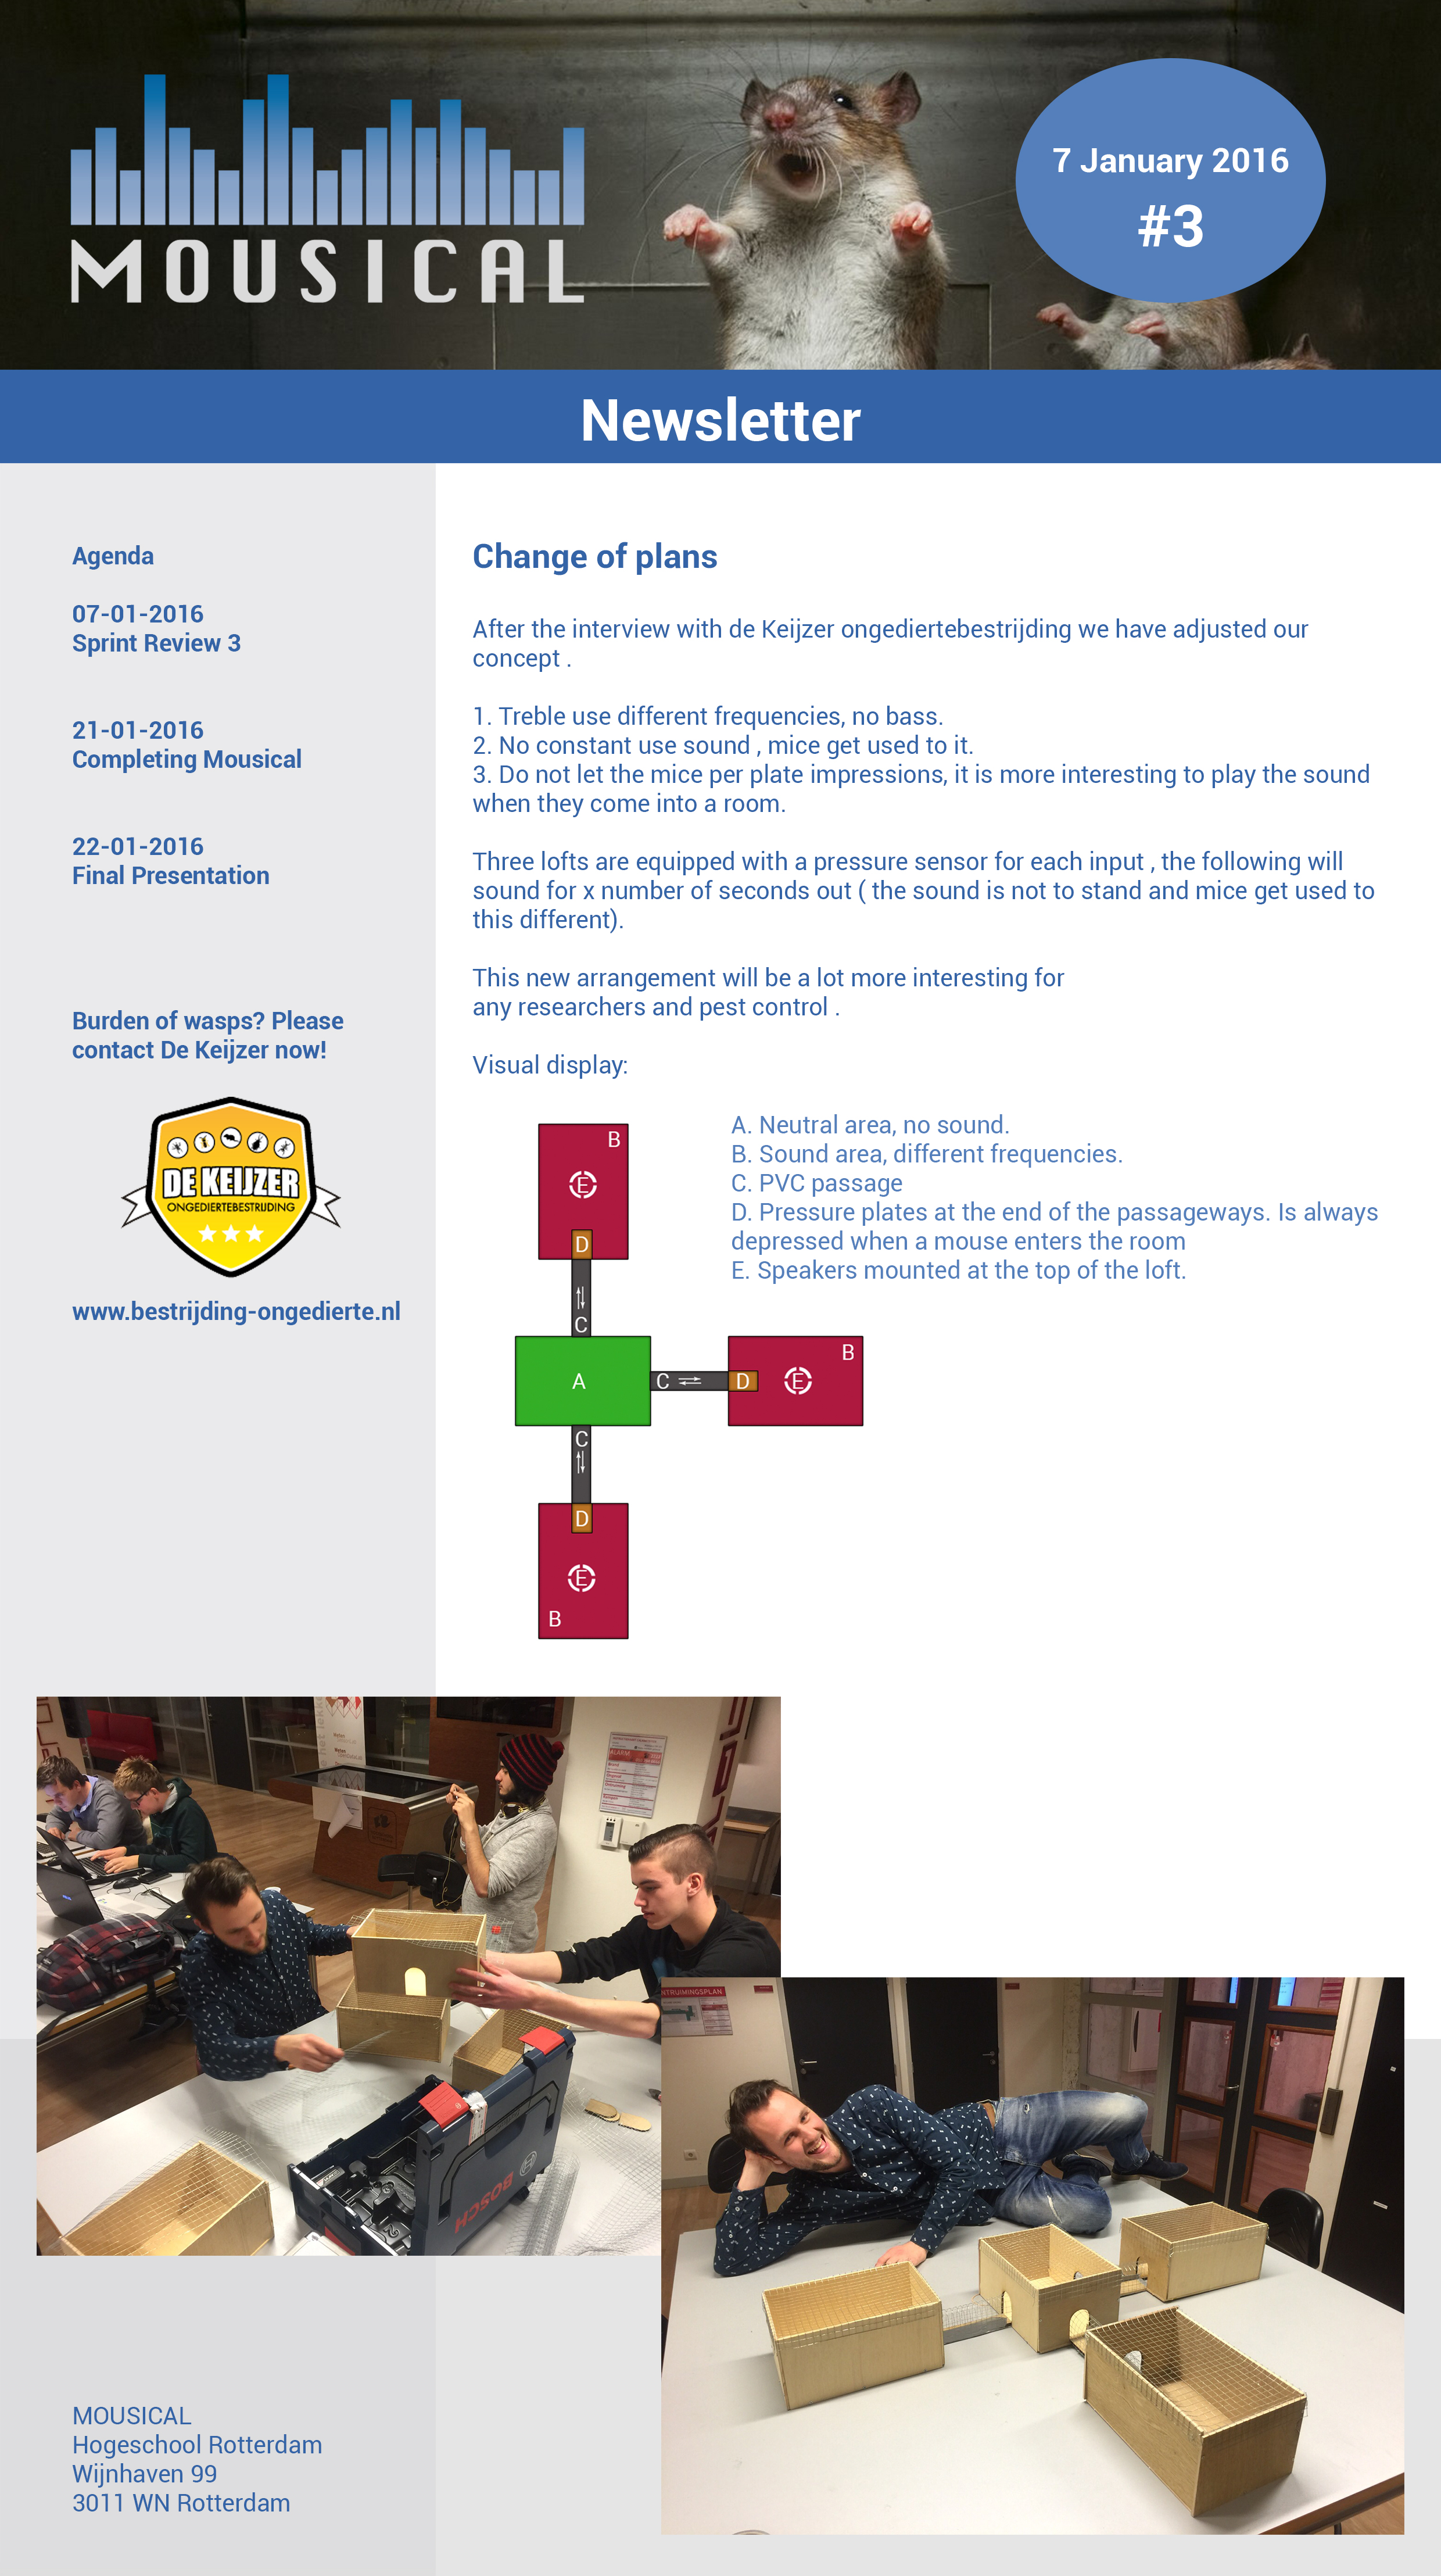 MOUSICAL
7 January 2016
#3
Newsletter
Agenda
07-01-2016
Sprint Review 3
21-01-2016
Completing Mousical
22-01-2016
Final Presentation
Burden of wasps? Please
contact De Keijzer now!
DE KEIJZER
ONGEDIERTEBESTRIJDING
www.bestrijding-ongedierte.nl
Change of plans
After the interview with de Keijzer ongediertebestrijding we have adjusted our
concept .
1. Treble use different frequencies, no bass.
2. No constant use sound , mice get used to it.
3. Do not let the mice per plate impressions, it is more interesting to play the sound
when they come into a room.
Three lofts are equipped with a pressure sensor for each input , the following will
sound for x number of seconds out ( the sound is not to stand and mice get used to
this different).
This new arrangement will be a lot more interesting for
any researchers and pest control .
Visual display:
A. Neutral area, no sound.
B. Sound area, different frequencies.
C. PVC passage
D. Pressure plates at the end of the passageways. Is always
depressed when a mouse enters the room
E. Speakers mounted at the top of the loft.
B
E
D
C
A
C
D
E
B
C
D
E
B
ALARM
BOSCH
NTRUIMINGSPLAN
MOUSICAL
Hogeschool Rotterdam
Wijnhaven 99
3011 WN Rotterdam